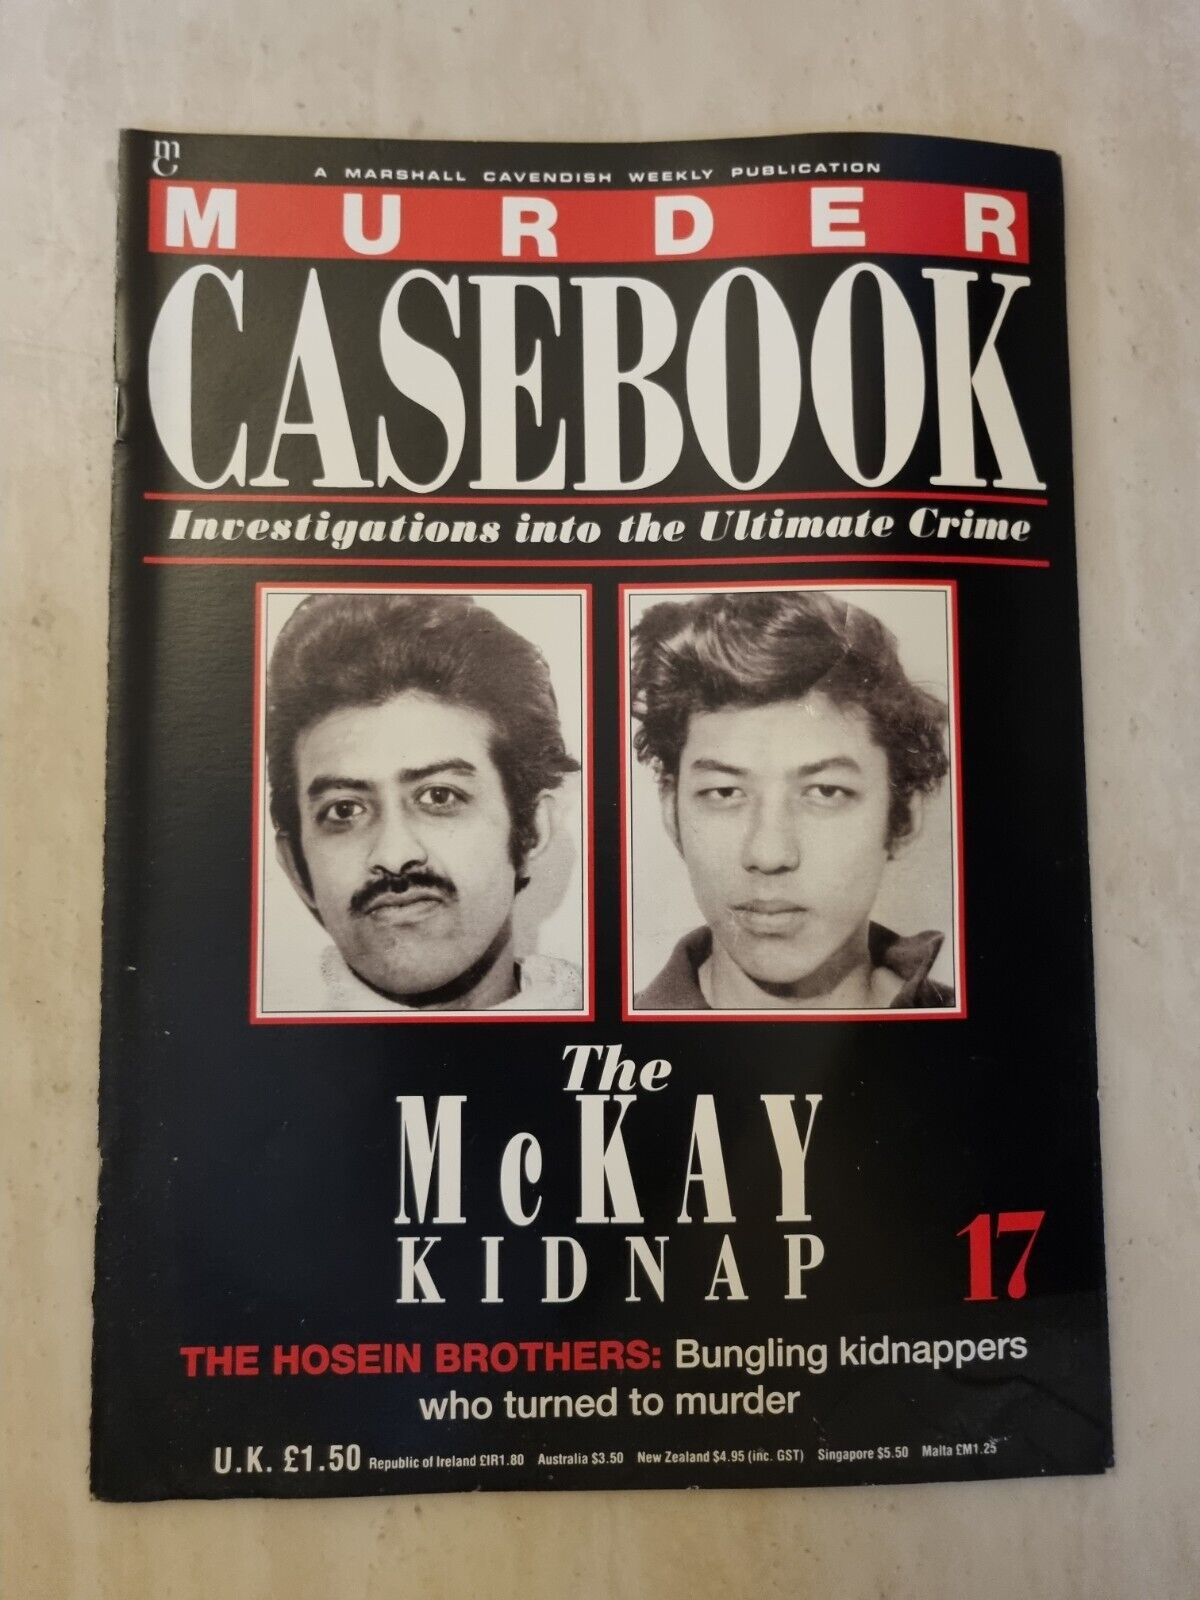 mc
A MARSHALL CAVENDISH WEEKLY PUBLICATION
MURDER
CASEBOOK
Investigations into the Ultimate Crime
The
McKAY
KIDNAP
17
THE HOSEIN BROTHERS: Bungling kidnappers
who turned to murder
U.K. £1.50 Republic of Ireland £IR1.80 Australia $3.50 New Zealand $4.95 (inc. GST) Singapore $5.50 Malta £M1.25